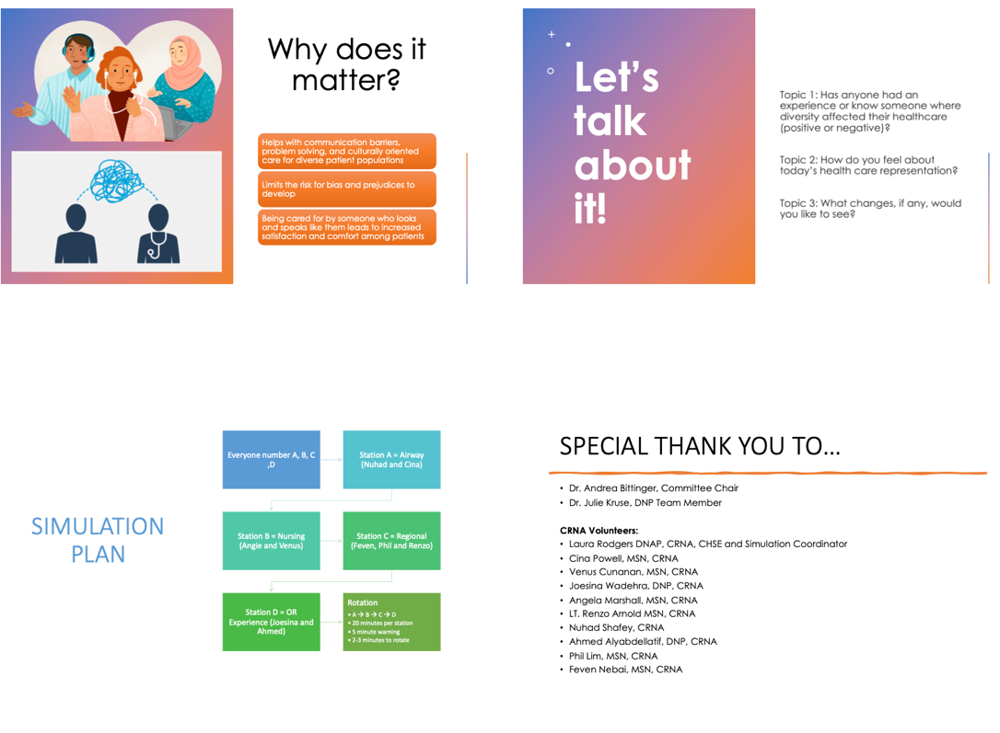 Why does it
matter?
Helps with communication barriers,
problem solving, and culturally oriented
care for diverse patient populations
Limits the risk for bias and prejudices to
develop
Being cared for by someone who looks
and speaks like them leads to increased
satisfaction and comfort among patients
Let's
talk
about
it!
Topic 1: Has anyone had an
experience or know someone where
diversity affected their healthcare
(positive or negative)?
Topic 2: How do you feel about
today's health care representation?
Topic 3: What changes, if any, would
you like to see?
SIMULATION
PLAN
Everyone number A, B, C
,D
Station A = Airway
(Nuhad and Cina)
Station B = Nursing
(Angie and Venus)
Station C = Regional
(Feven, Phil and Renzo)
Station D = OR
Experience (Joesina and
Ahmed)
Rotation
• A → B → C → D
• 20 minutes per station
• 5 minute warning
• 2-3 minutes to rotate
SPECIAL THANK YOU TO...
• Dr. Andrea Bittinger, Committee Chair
• Dr. Julie Kruse, DNP Team Member
CRNA Volunteers:
• Laura Rodgers DNAP, CRNA, CHSE and Simulation Coordinator
• Cina Powell, MSN, CRNA
• Venus Cunanan, MSN, CRNA
• Joesina Wadehra, DNP, CRNA
• Angela Marshall, MSN, CRNA
• LT. Renzo Arnold MSN, CRNA
• Nuhad Shafey, CRNA
• Ahmed Alyabdellatif, DNP, CRNA
• Phil Lim, MSN, CRNA
• Feven Nebai, MSN, CRNA